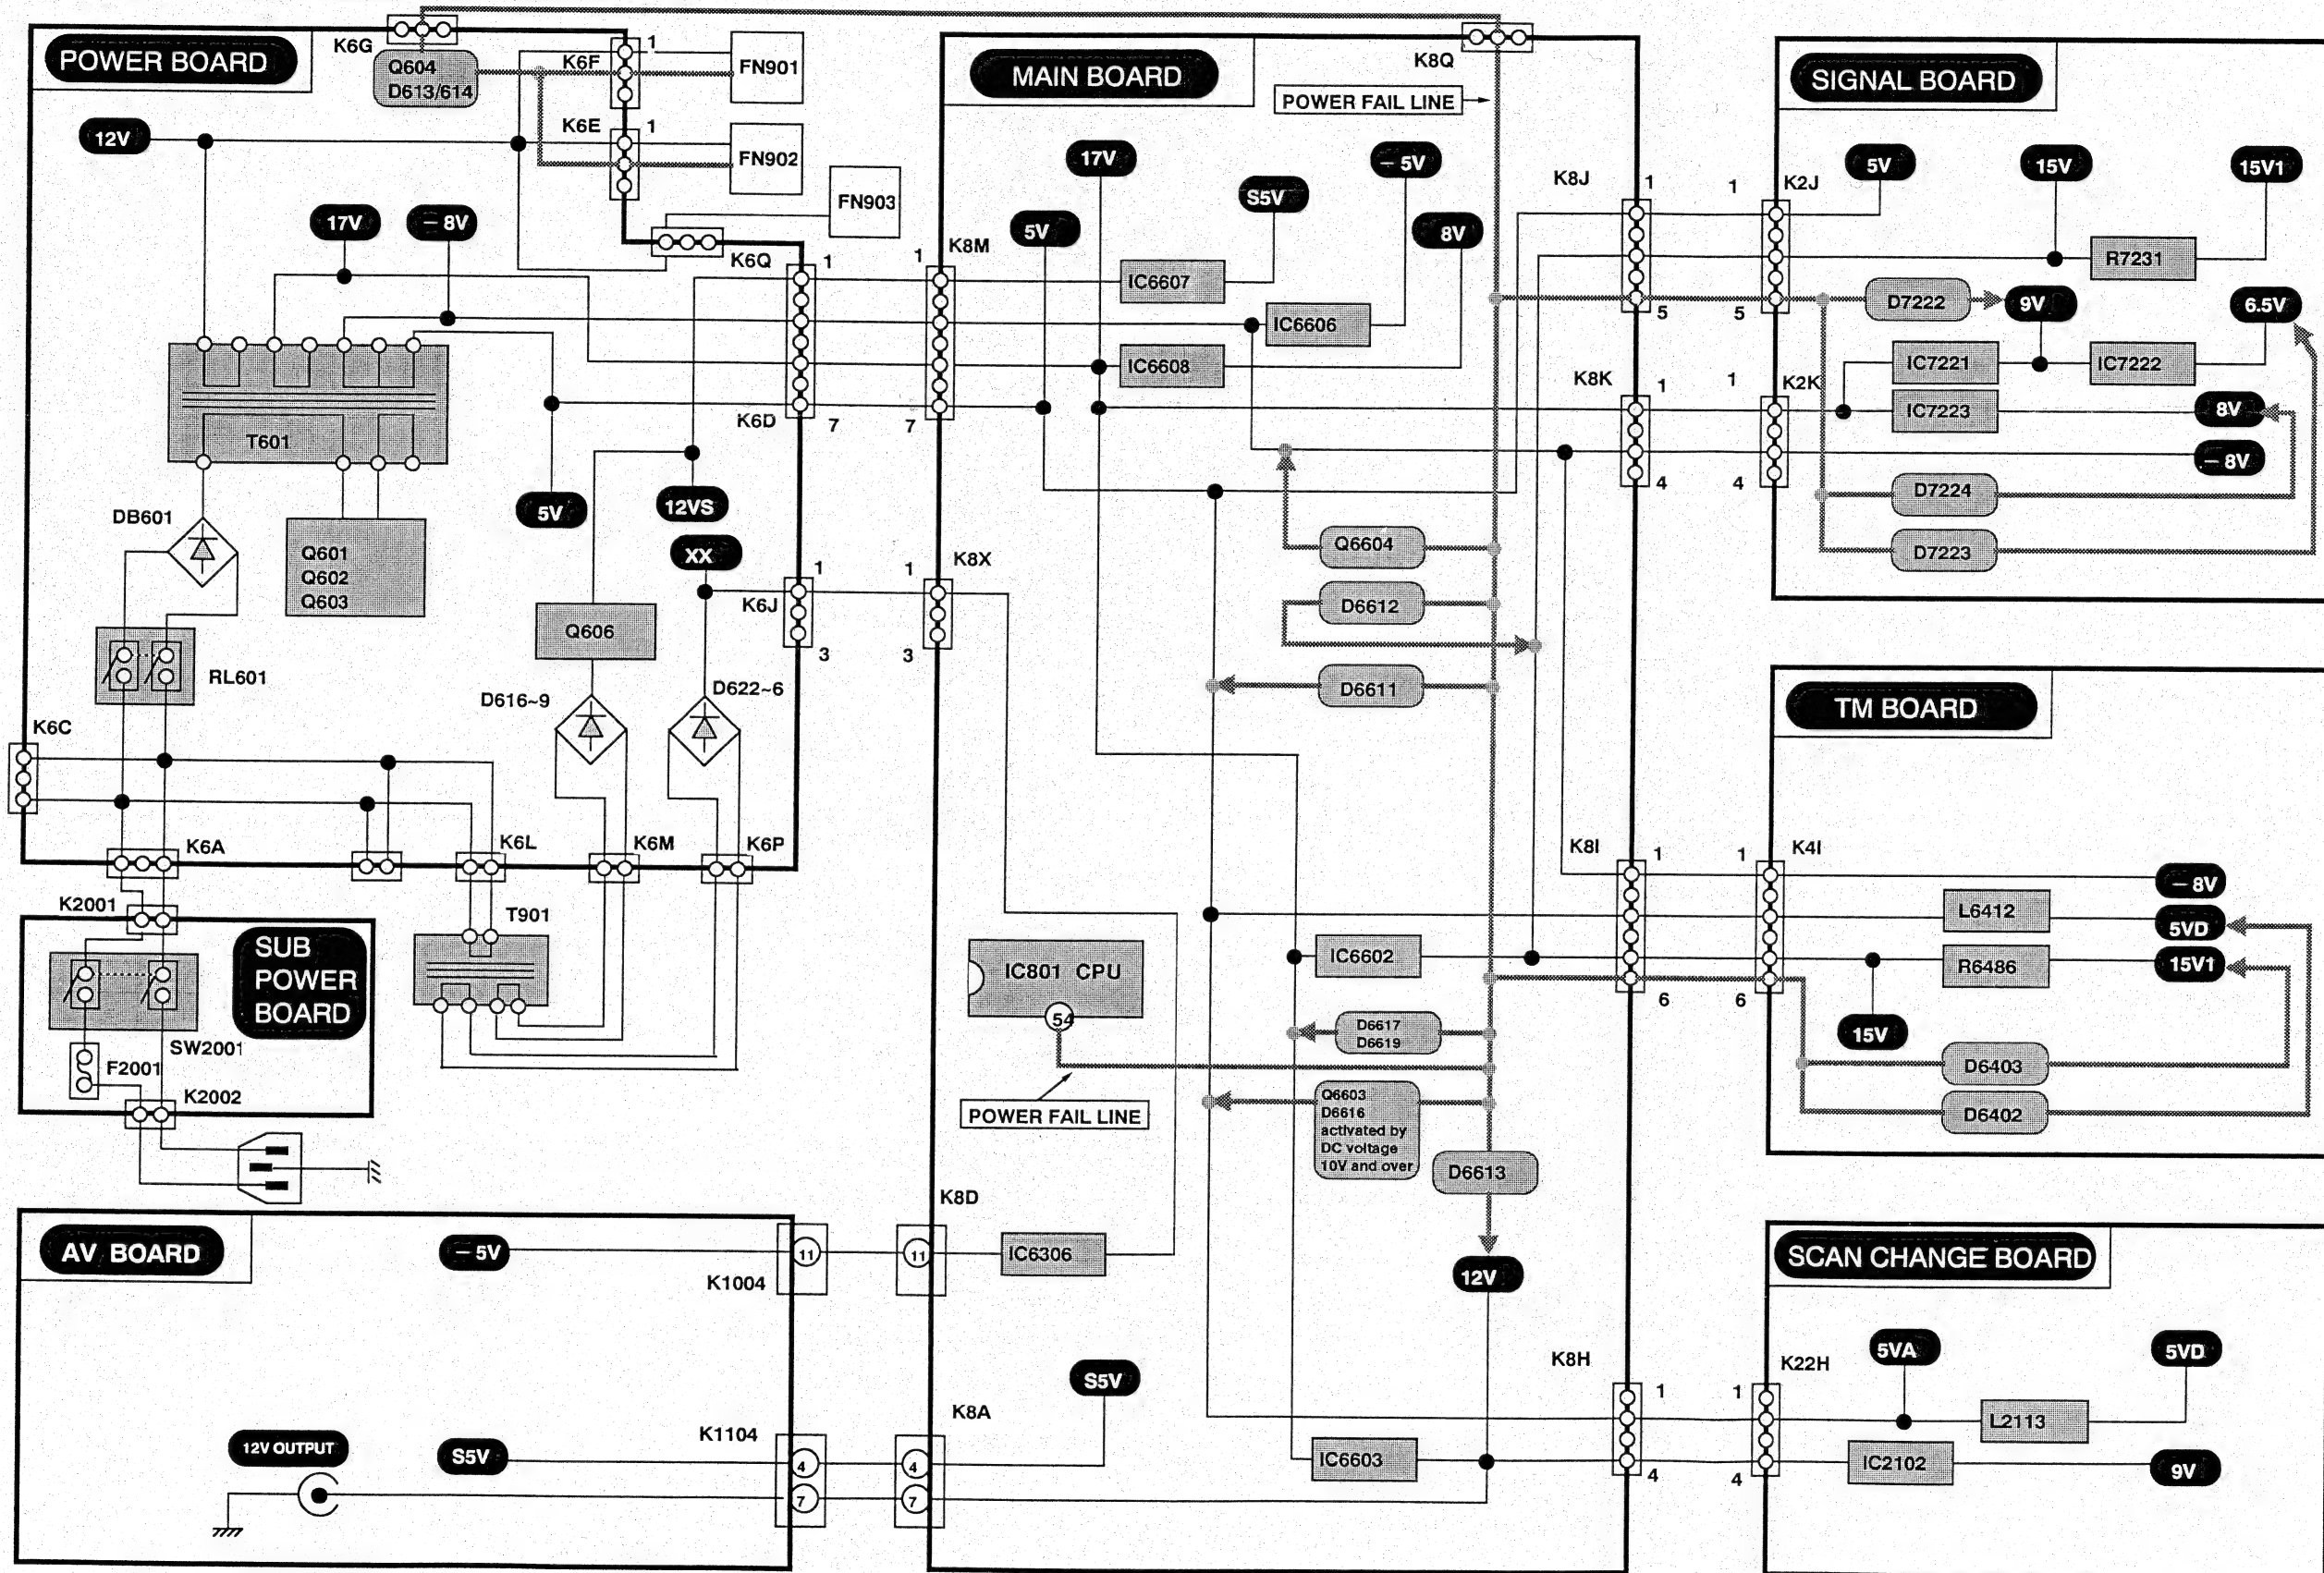 POWER BOARD
K6G
Q604
D613/614
K6F
1
FN901
12V
K6E
1
FN902
FN903
17V
– 8V
K6Q
1
K6D
7
T601
5V
12VS
XX
DB601
Q601
Q602
Q603
K6J
1
3
Q606
RL601
D616~9
D622~6
K6C
K6A
K6L
K6M
K6P
K2001
SUB
POWER
BOARD
SW2001
F2001
K2002
T901
MAIN BOARD
K8Q
POWER FAIL LINE
17V
– 5V
S5V
5V
8V
K8M
1
7
IC6607
IC6606
IC6608
K8J
1
5
K8K
1
4
K8X
1
3
Q6604
D6612
D6611
K8I
1
6
IC6602
IC801 CPU
54
POWER FAIL LINE
D6617
D6619
Q6603
D6616
activated by
DC voltage
10V and over
D6613
12V
K8D
11
IC6306
S5V
K8A
4
7
IC6603
K8H
1
4
SIGNAL BOARD
5V
15V
15V1
1
K2J
5
R7231
D7222
9V
6.5V
IC7221
IC7222
1
K2K
4
IC7223
8V
– 8V
D7224
D7223
TM BOARD
1
K4I
6
– 8V
L6412
5VD
R6486
15V1
15V
D6403
D6402
SCAN CHANGE BOARD
5VA
5VD
K22H
1
4
L2113
IC2102
9V
AV BOARD
– 5V
11
K1004
K1104
12V OUTPUT
S5V
4
7